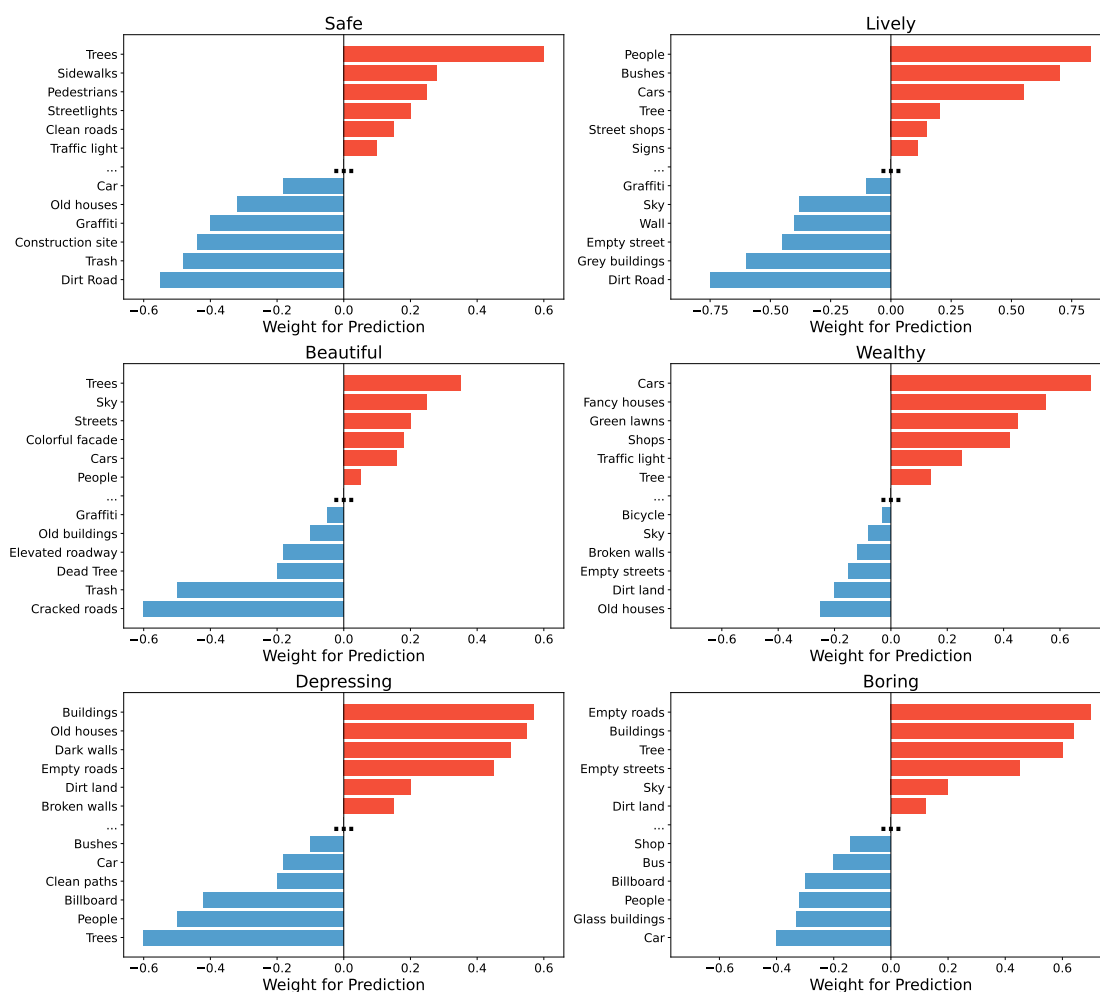 Safe
Trees
Sidewalks
Pedestrians
Streetlights
Clean roads
Traffic light
...
Car
Old houses
Graffiti
Construction site
Trash
Dirt Road
−0.6 −0.4 −0.2 0.0 0.2 0.4 0.6
Weight for Prediction
Lively
People
Bushes
Cars
Tree
Street shops
Signs
...
Graffiti
Sky
Wall
Empty street
Grey buildings
Dirt Road
−0.75 −0.50 −0.25 0.00 0.25 0.50 0.75
Weight for Prediction
Beautiful
Trees
Sky
Streets
Colorful facade
Cars
People
...
Graffiti
Old buildings
Elevated roadway
Dead Tree
Trash
Cracked roads
−0.6 −0.4 −0.2 0.0 0.2 0.4 0.6
Weight for Prediction
Wealthy
Cars
Fancy houses
Green lawns
Shops
Traffic light
Tree
...
Bicycle
Sky
Broken walls
Empty streets
Dirt land
Old houses
−0.6 −0.4 −0.2 0.0 0.2 0.4 0.6
Weight for Prediction
Depressing
Buildings
Old houses
Dark walls
Empty roads
Dirt land
Broken walls
...
Bushes
Car
Clean paths
Billboard
People
Trees
−0.6 −0.4 −0.2 0.0 0.2 0.4 0.6
Weight for Prediction
Boring
Empty roads
Buildings
Tree
Empty streets
Sky
Dirt land
...
Shop
Bus
Billboard
People
Glass buildings
Car
−0.6 −0.4 −0.2 0.0 0.2 0.4 0.6
Weight for Prediction